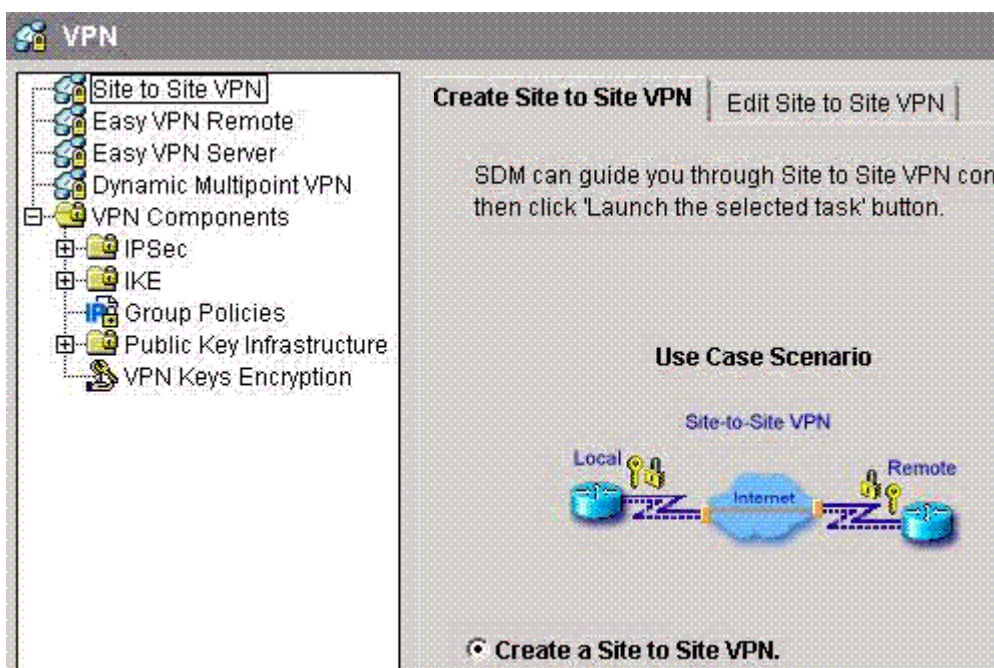 VPN
Site to Site VPN
Easy VPN Remote
Easy VPN Server
Dynamic Multipoint VPN
VPN Components
IPSec
IKE
Group Policies
Public Key Infrastructure
VPN Keys Encryption
Create Site to Site VPN
Edit Site to Site VPN
SDM can guide you through Site to Site VPN con
then click 'Launch the selected task' button.
Use Case Scenario
Site-to-Site VPN
Local
Remote
Internet
Create a Site to Site VPN.